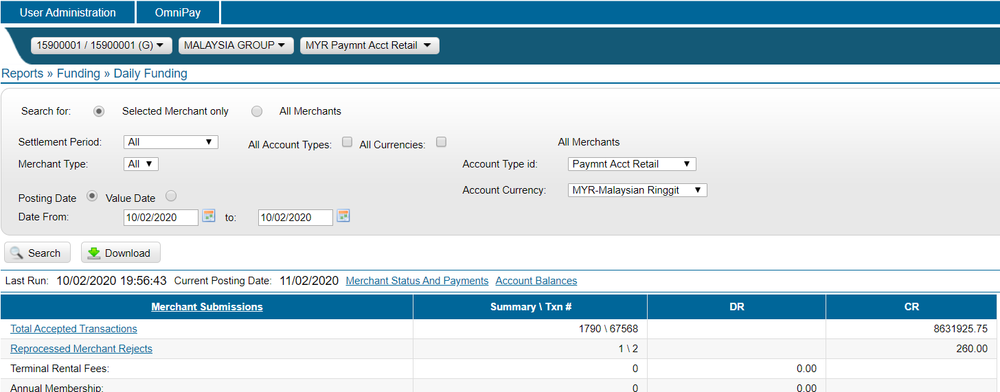 User Administration OmniPay
15900001 / 15900001 (G) MALAYSIA GROUP MYR Paymnt Acct Retail
Reports » Funding » Daily Funding
Search for: Selected Merchant only All Merchants
Settlement Period: All All Account Types: All Currencies: All Merchants
Merchant Type: All Account Type id: Paymnt Acct Retail
Account Currency: MYR-Malaysian Ringgit
Posting Date Value Date
Date From: 10/02/2020 to: 10/02/2020
Search Download
Last Run: 10/02/2020 19:56:43 Current Posting Date: 11/02/2020 Merchant Status And Payments Account Balances
Merchant Submissions Summary \ Txn # DR CR
Total Accepted Transactions 1790 \ 67568 8631925.75
Reprocessed Merchant Rejects 1 \ 2 260.00
Terminal Rental Fees: 0 0.00
Annual Membership: 0 0.00